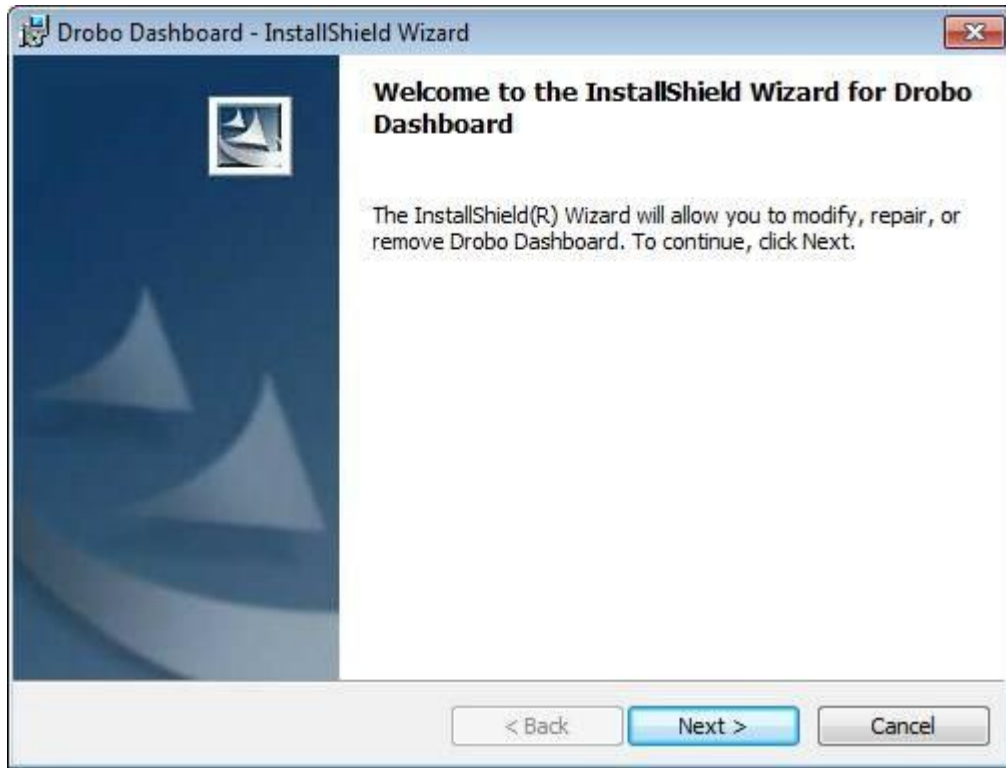 Drobo Dashboard - InstallShield Wizard
Welcome to the InstallShield Wizard for Drobo
Dashboard
The InstallShield(R) Wizard will allow you to modify, repair, or
remove Drobo Dashboard. To continue, click Next.
< Back
Next >
Cancel